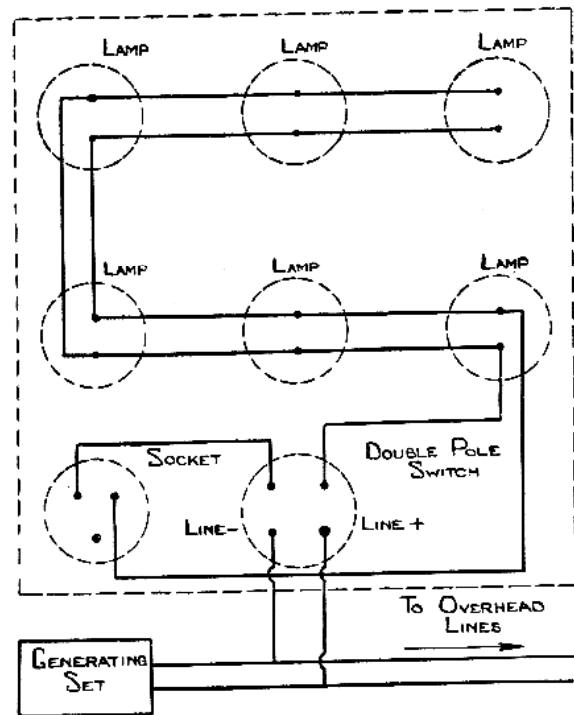 LAMP
LAMP
LAMP
LAMP
LAMP
LAMP
SOCKET
DOUBLE POLE
SWITCH
LINE-
LINE+
TO OVERHEAD
LINES
GENERATING
SET